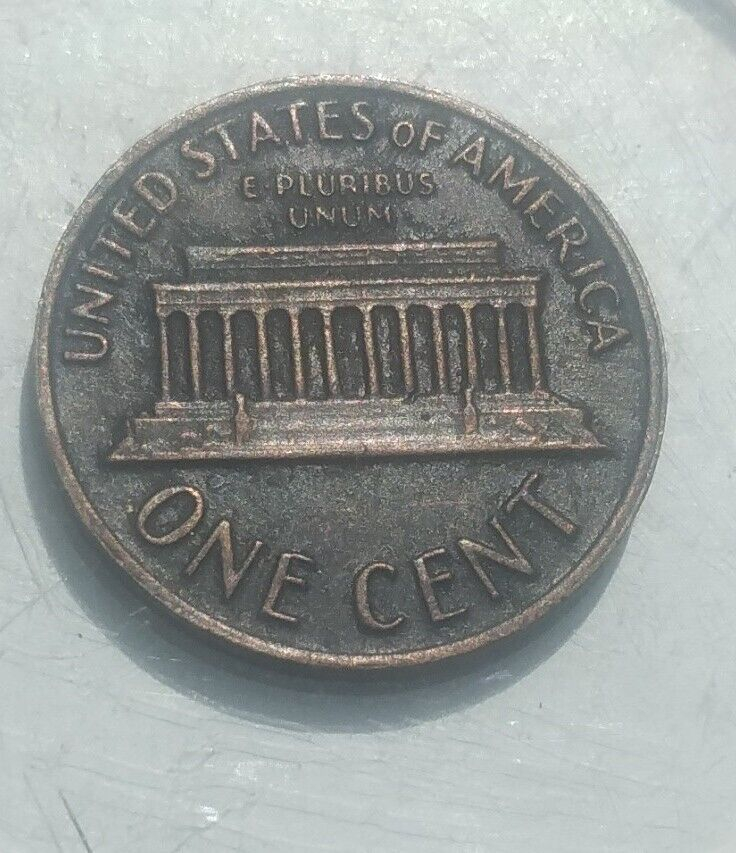 UNITED STATES OF AMERICA
E·PLURIBUS
UNUM
ONE CENT